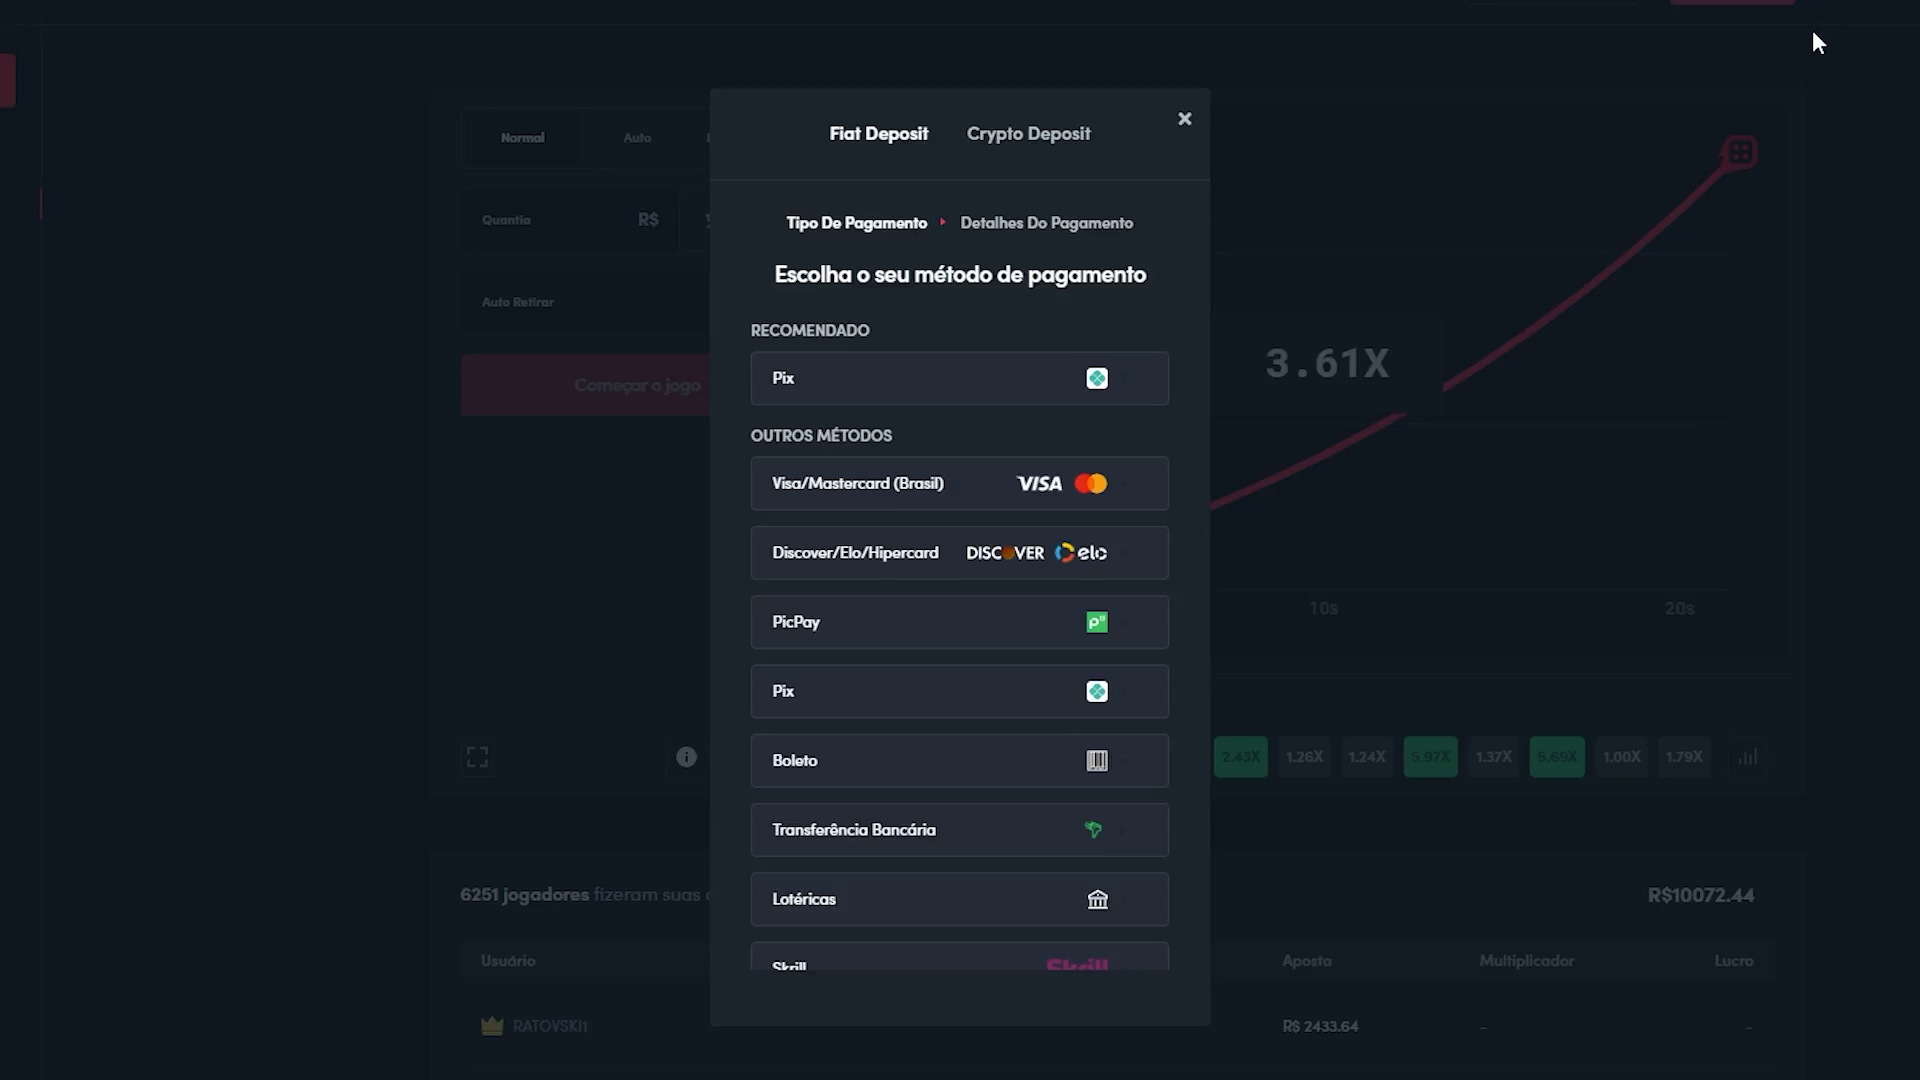 Fiat Deposit Crypto Deposit
Tipo De Pagamento Detalhes Do Pagamento
Escolha o seu método de pagamento
RECOMENDADO
Pix
OUTROS MÉTODOS
Visa/Mastercard (Brasil) VISA
Discover/Elo/Hipercard DISCOVER elo
PicPay
Pix
Boleto
Transferência Bancária
Lotéricas
Skrill Skrill
Normal Auto
Quantia R$
Auto Retirar
Começar o jogo
3.61X
10s 20s
2.43X 1.26X 1.24X 5.97X 1.37X 5.69X 1.00X 1.79X
6251 jogadores fizeram suas R$10072.44
Usuário Aposta Multiplicador Lucro
RATOVSKI1 R$ 2433.64 - -